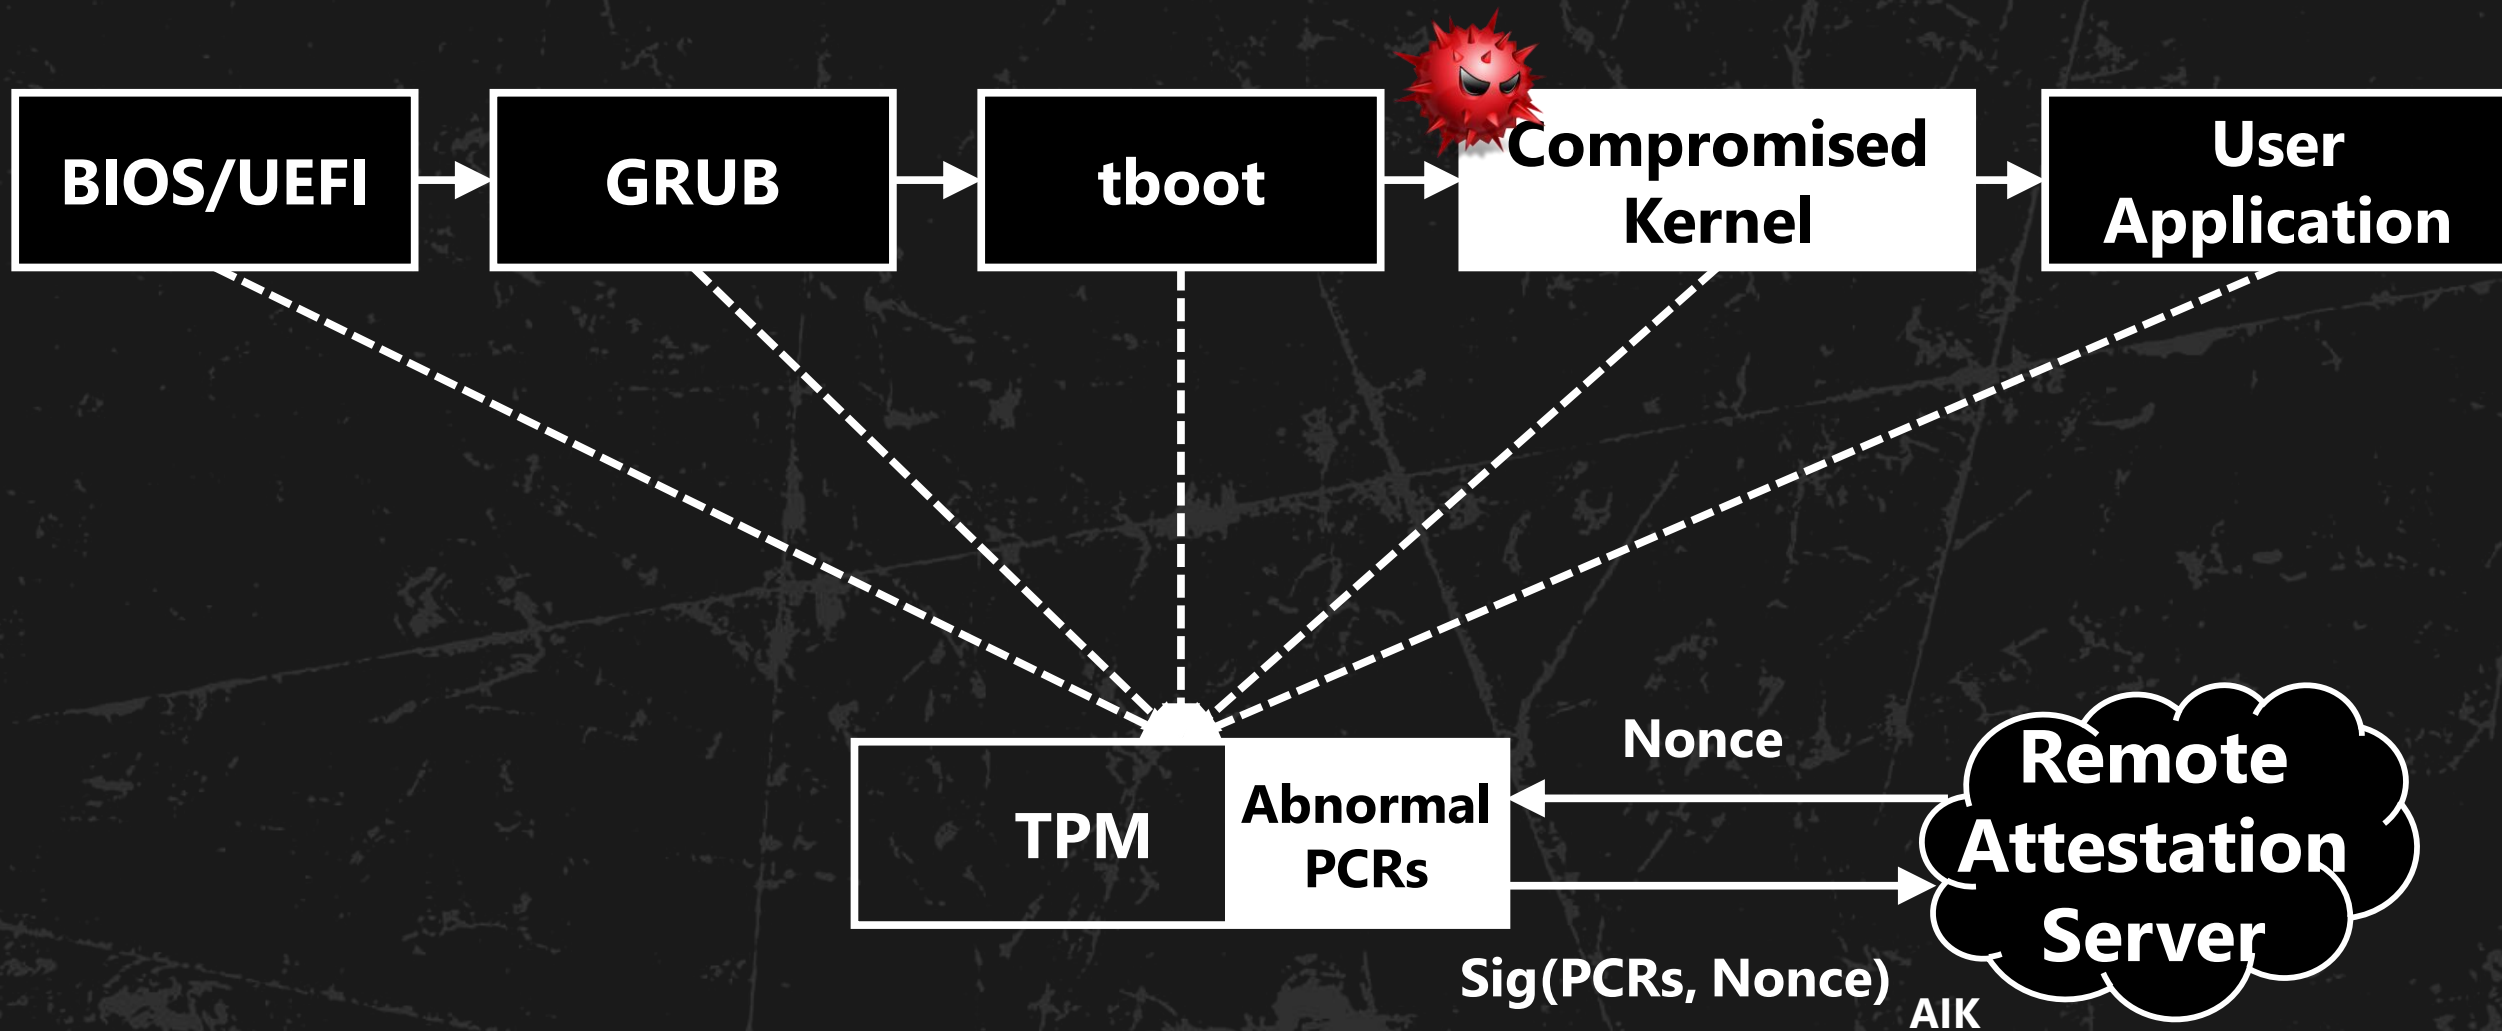 BIOS/UEFI
GRUB
tboot
Compromised
Kernel
User
Application
TPM
Abnormal
PCRs
Nonce
Sig(PCRs, Nonce)
AIK
Remote
Attestation
Server